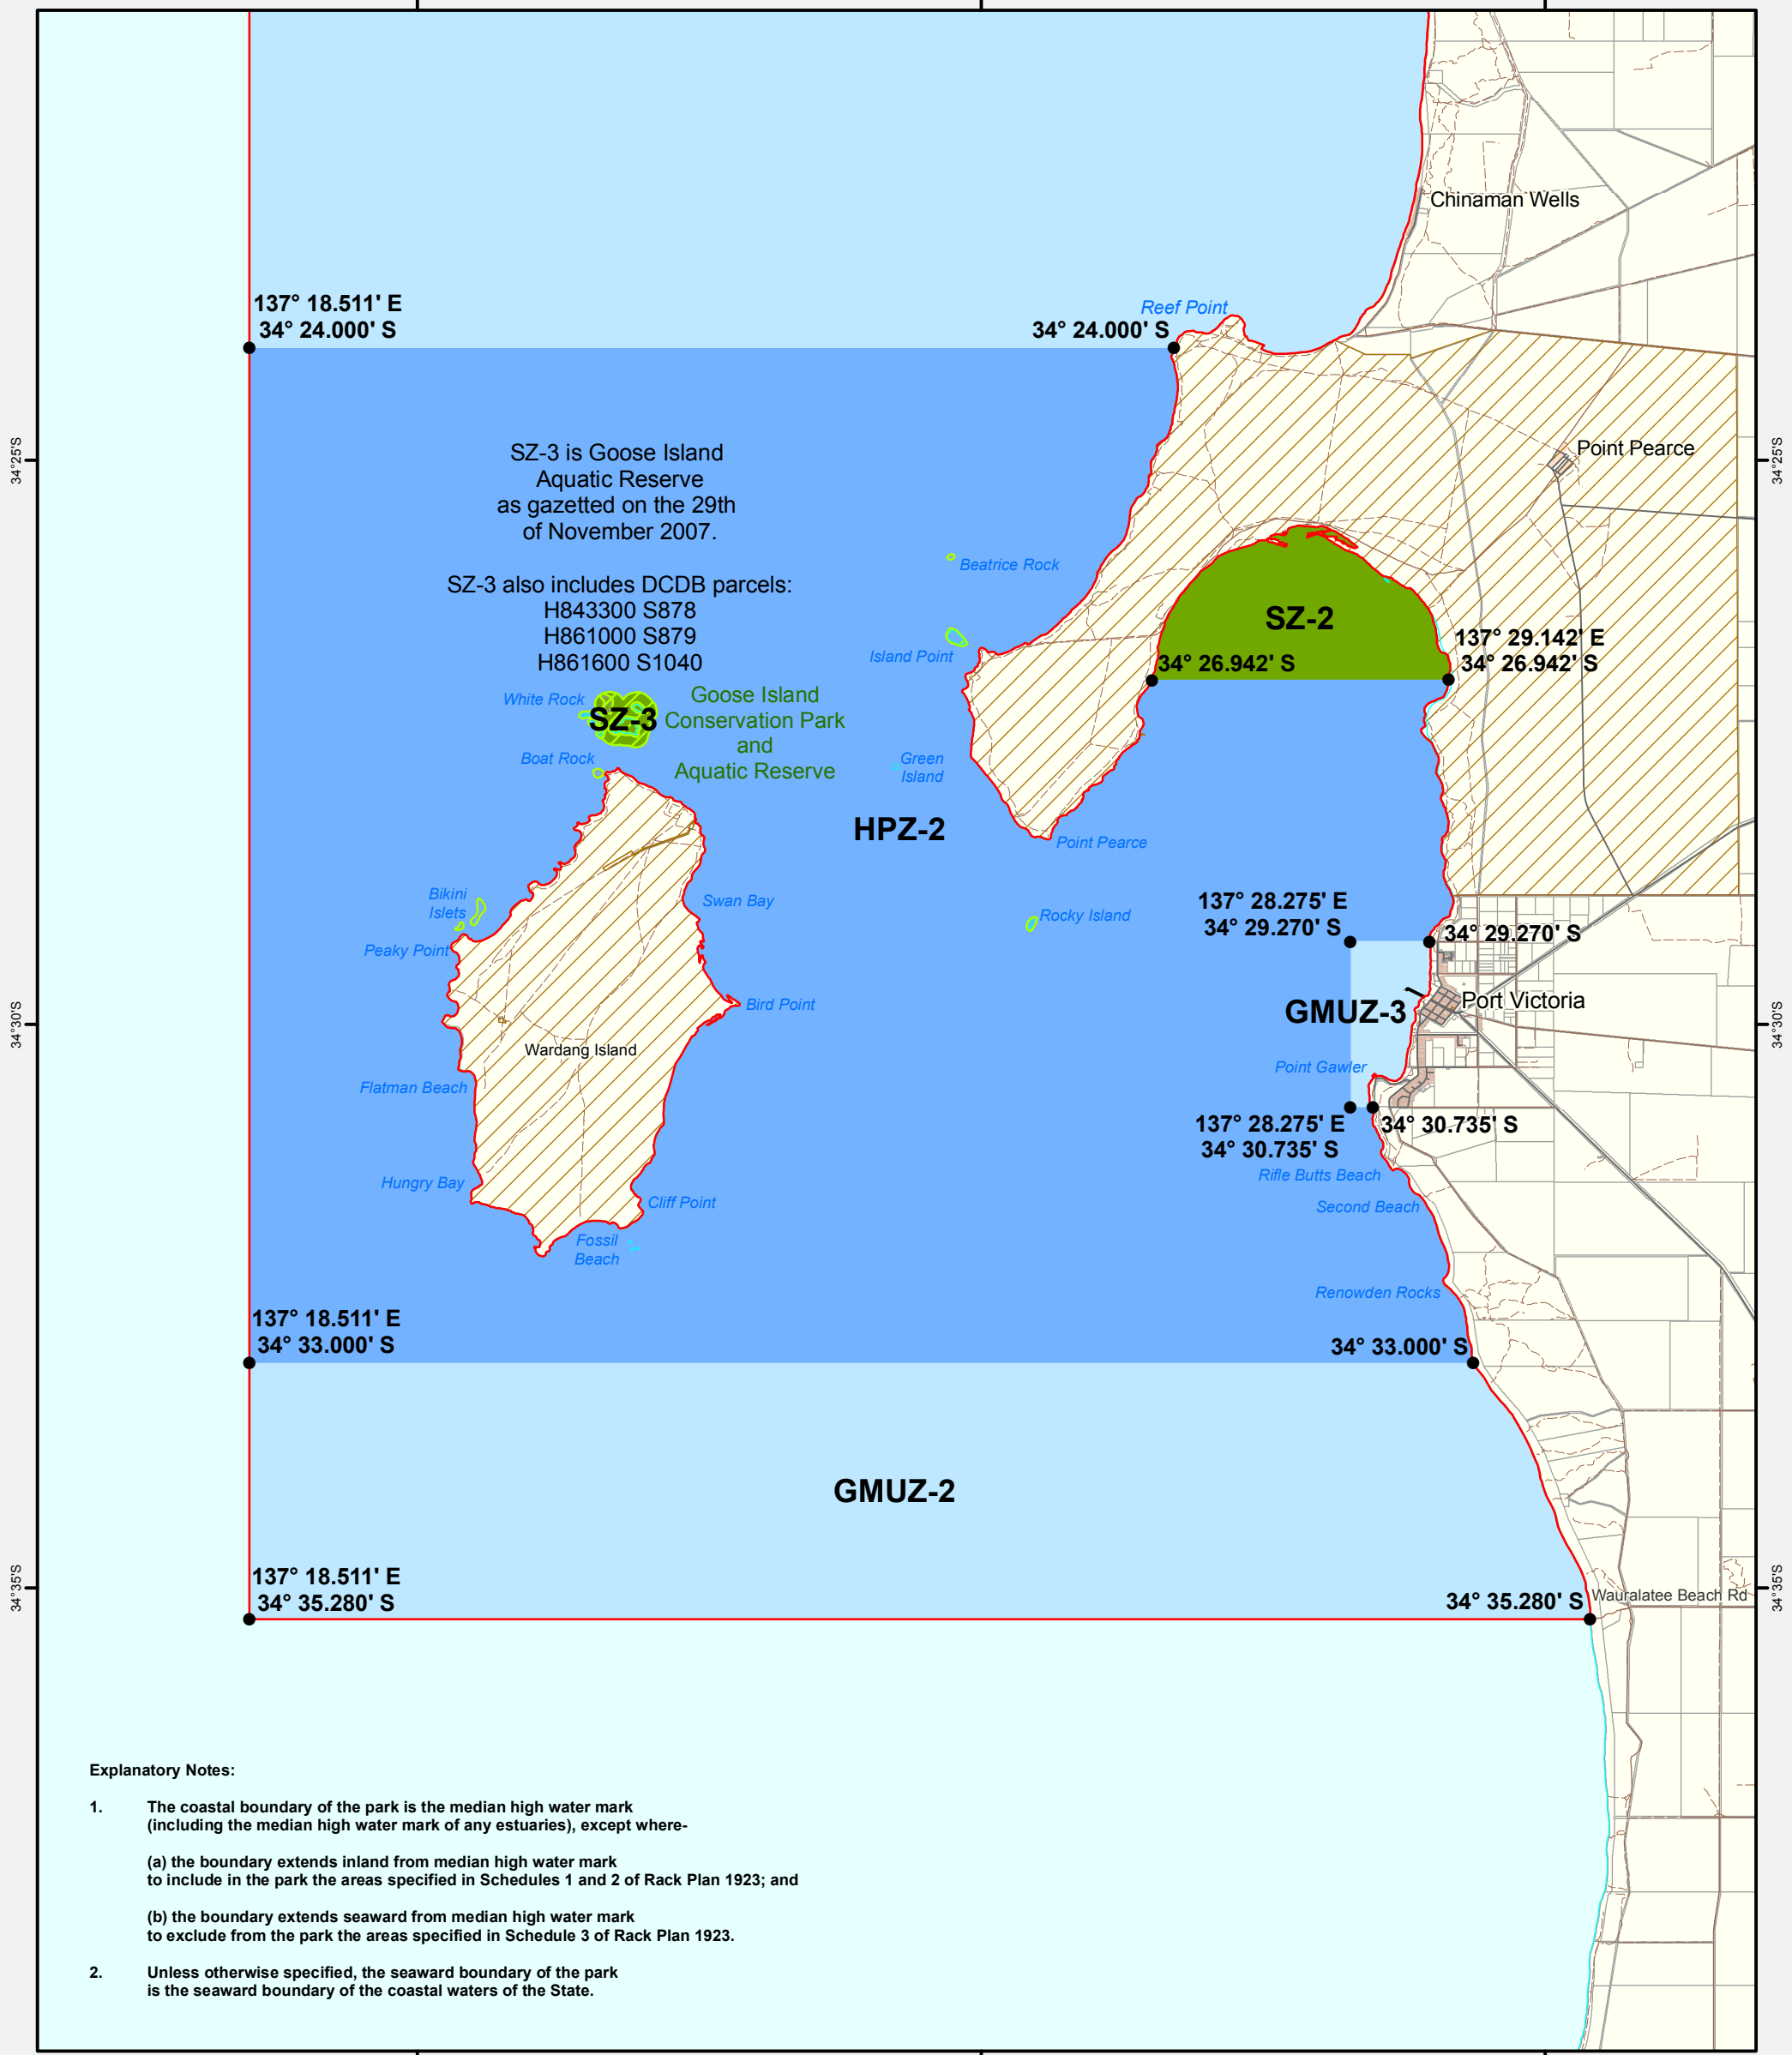 Chinaman Wells
137° 18.511' E
34° 24.000' S
Reef Point
34° 24.000' S
34°25'S
34°25'S
SZ-3 is Goose Island
Aquatic Reserve
as gazetted on the 29th
of November 2007.
Point Pearce
Beatrice Rock
SZ-3 also includes DCDB parcels:
H843300 S878
H861000 S879
H861600 S1040
SZ-2
Island Point
34° 26.942' S
137° 29.142' E
34° 26.942' S
White Rock
SZ-3
Goose Island
Conservation Park
and
Aquatic Reserve
Boat Rock
Green
Island
HPZ-2
Point Pearce
Bikini
Islets
Swan Bay
Rocky Island
137° 28.275' E
34° 29.270' S
34° 29.270' S
Peaky Point
Bird Point
GMUZ-3
Port Victoria
34°30'S
34°30'S
Wardang Island
Point Gawler
Flatman Beach
137° 28.275' E
34° 30.735' S
34° 30.735' S
Rifle Butts Beach
Hungry Bay
Cliff Point
Second Beach
Fossil
Beach
Renowden Rocks
137° 18.511' E
34° 33.000' S
34° 33.000' S
GMUZ-2
137° 18.511' E
34° 35.280' S
34° 35.280' S
Wauralatee Beach Rd
34°35'S
34°35'S
Explanatory Notes:
1. The coastal boundary of the park is the median high water mark
(including the median high water mark of any estuaries), except where-
(a) the boundary extends inland from median high water mark
to include in the park the areas specified in Schedules 1 and 2 of Rack Plan 1923; and
(b) the boundary extends seaward from median high water mark
to exclude from the park the areas specified in Schedule 3 of Rack Plan 1923.
2. Unless otherwise specified, the seaward boundary of the park
is the seaward boundary of the coastal waters of the State.